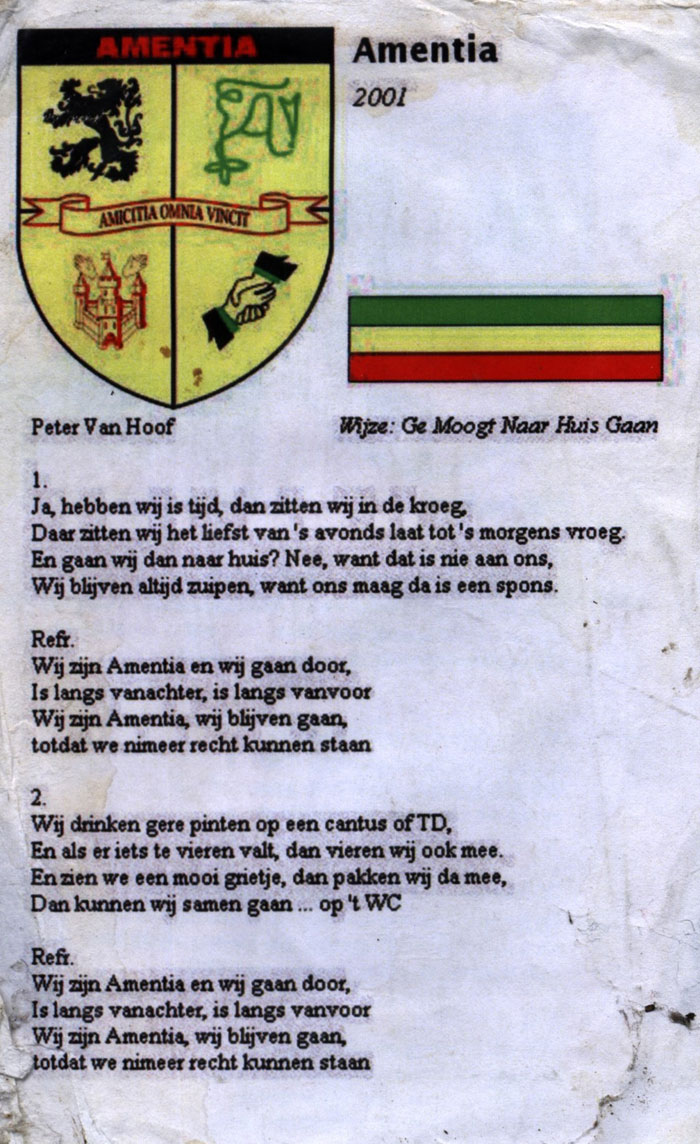 AMENTIA
Amentia
2001
AMICITIA OMNIA VINCIT
Peter Van Hoof
Wijze: Ge Moogt Naar Huis Gaan
1.
Ja, hebben wij is tijd, dan zitten wij in de kroeg,
Daar zitten wij het liefst van 's avonds laat tot 's morgens vroeg.
En gaan wij dan naar huis? Nee, want dat is nie aan ons,
Wij blijven altijd zuipen, want ons maag da is een spons.
Refr.
Wij zijn Amentia en wij gaan door,
Is langs vanachter, is langs vanvoor
Wij zijn Amentia, wij blijven gaan,
totdat we nimeer recht kunnen staan
2.
Wij drinken gere pinten op een cantus of TD,
En als er iets te vieren valt, dan vieren wij ook mee.
En zien we een mooi grietje, dan pakken wij da mee,
Dan kunnen wij samen gaan ... op 't WC
Refr.
Wij zijn Amentia en wij gaan door,
Is langs vanachter, is langs vanvoor
Wij zijn Amentia, wij blijven gaan,
totdat we nimeer recht kunnen staan